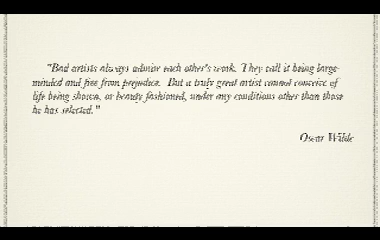 "Bad artists always admire each other's work. They call it being large-
minded and free from prejudice. But a truly great artist cannot conceive of
life being shown, or beauty fashioned, under any conditions other than those
he has selected."
Oscar Wilde